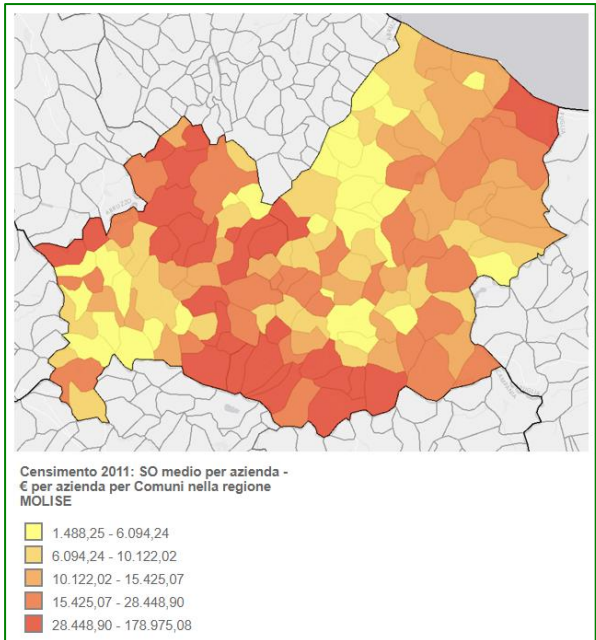 ABRUZZO
Censimento 2011: SO medio per azienda -
€ per azienda per Comuni nella regione
MOLISE
1.488,25 - 6.094,24
6.094,24 - 10.122,02
10.122,02 - 15.425,07
15.425,07 - 28.448,90
28.448,90 - 178.975,08